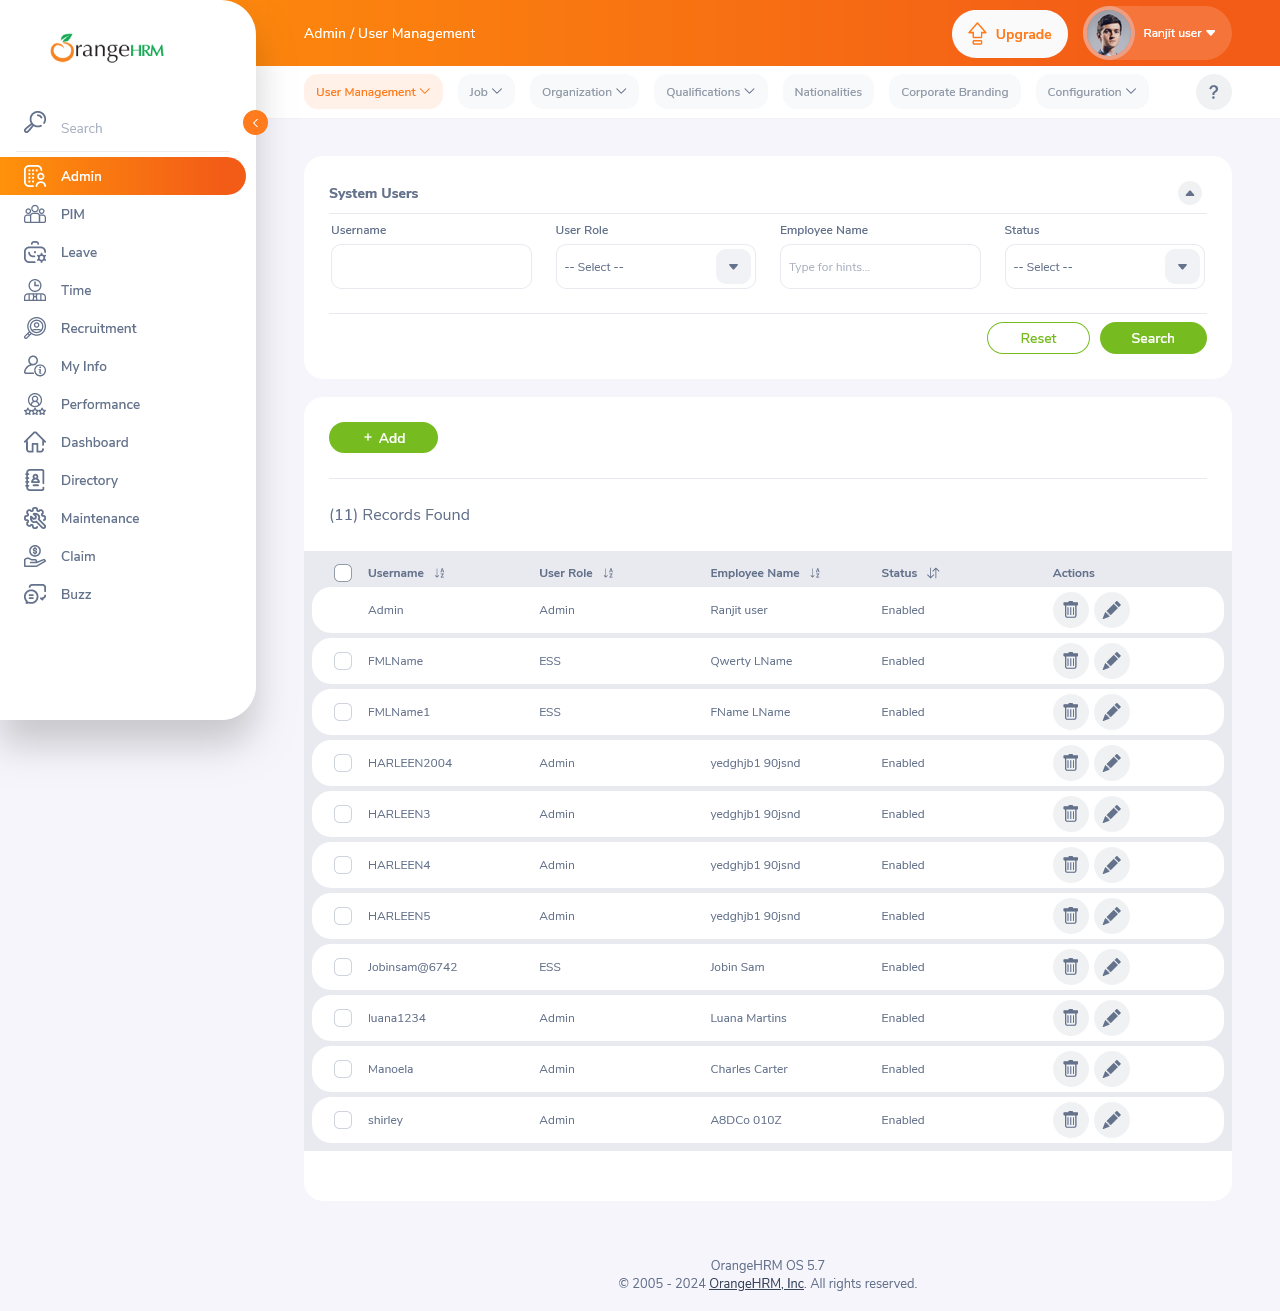 OrangeHRM
Admin / User Management
Upgrade
Ranjit user
User Management
Job
Organization
Qualifications
Nationalities
Corporate Branding
Configuration
?
Search
Admin
PIM
Leave
Time
Recruitment
My Info
Performance
Dashboard
Directory
Maintenance
Claim
Buzz
System Users
Username User Role Employee Name Status
-- Select -- Type for hints... -- Select --
Reset Search
+ Add
(11) Records Found
Username User Role Employee Name Status Actions
Admin Admin Ranjit user Enabled
FMLName ESS Qwerty LName Enabled
FMLName1 ESS FName LName Enabled
HARLEEN2004 Admin yedghjb1 90jsnd Enabled
HARLEEN3 Admin yedghjb1 90jsnd Enabled
HARLEEN4 Admin yedghjb1 90jsnd Enabled
HARLEEN5 Admin yedghjb1 90jsnd Enabled
Jobinsam@6742 ESS Jobin Sam Enabled
luana1234 Admin Luana Martins Enabled
Manoela Admin Charles Carter Enabled
shirley Admin A8DCo 010Z Enabled
OrangeHRM OS 5.7
© 2005 - 2024 OrangeHRM, Inc. All rights reserved.